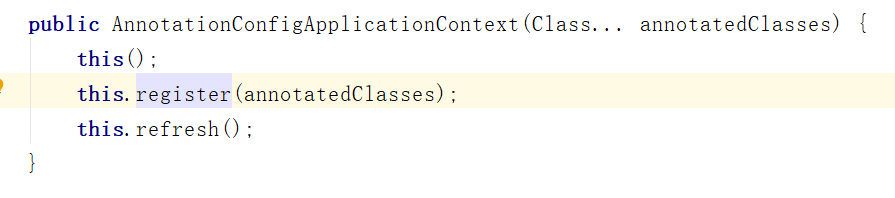 public AnnotationConfigApplicationContext(Class... annotatedClasses) {
    this();
    this.register(annotatedClasses);
    this.refresh();
}